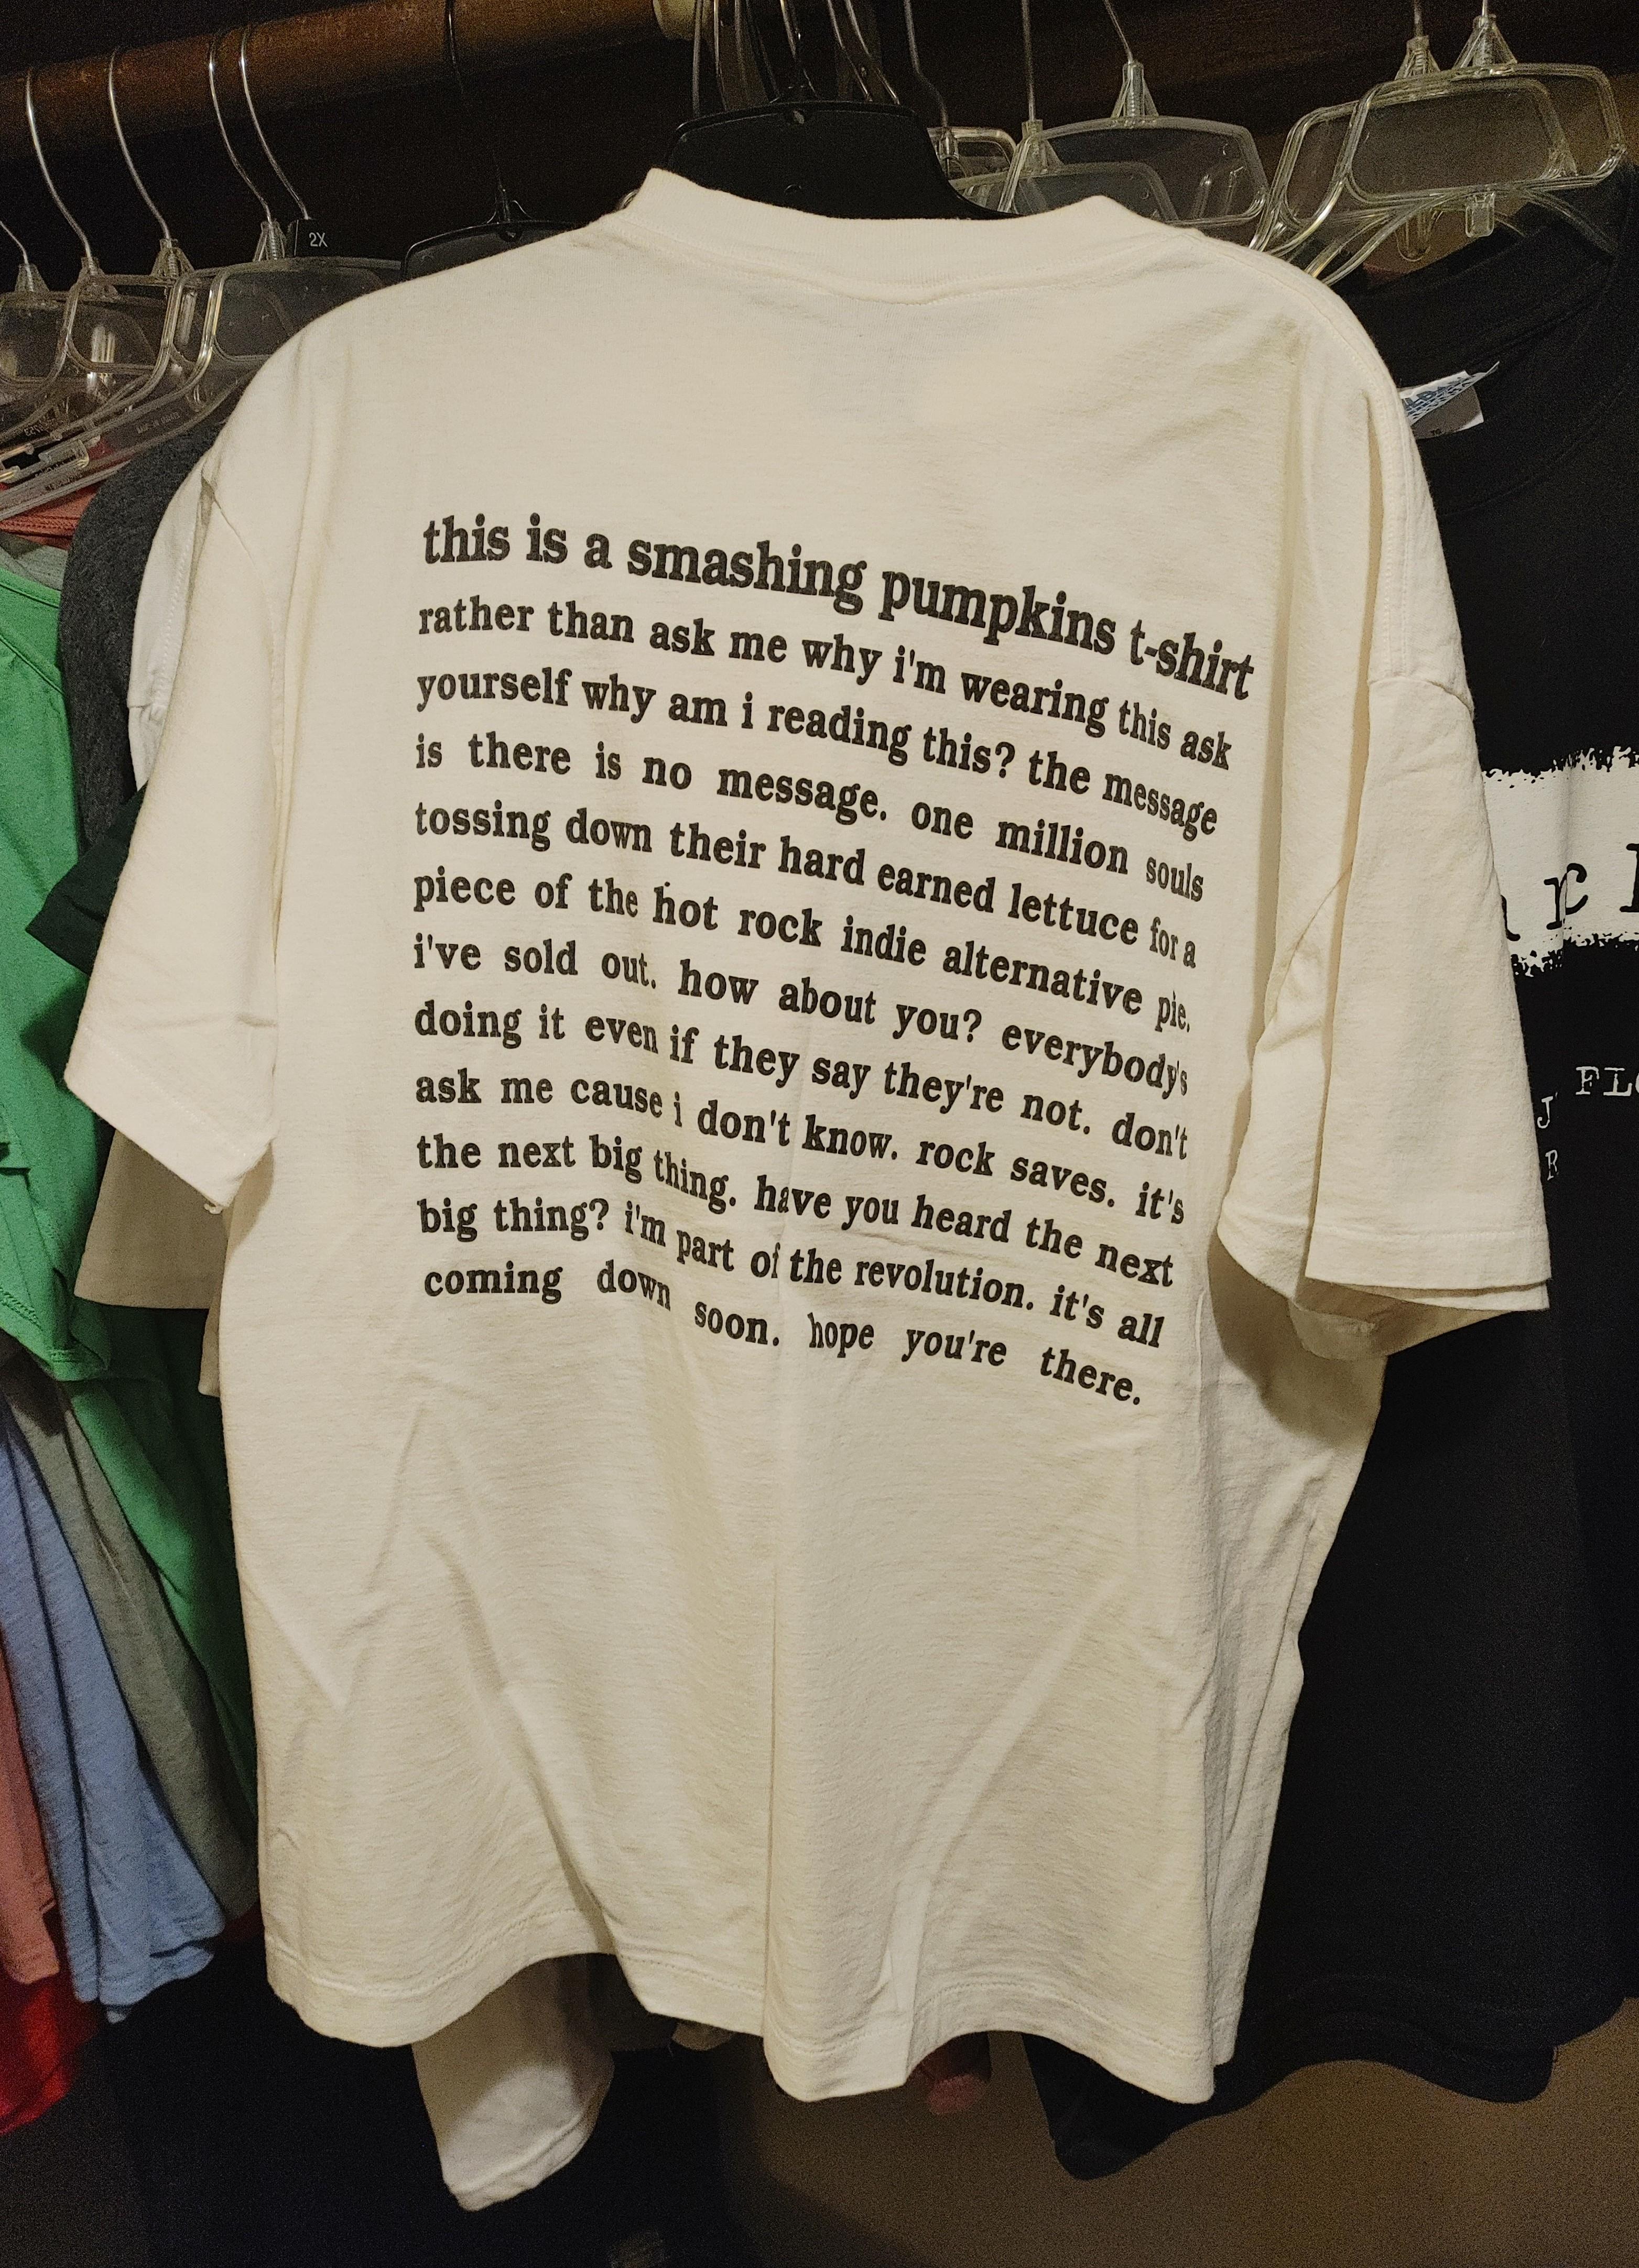 2X
this is a smashing pumpkins t-shirt
rather than ask me why i'm wearing this ask
yourself why am i reading this? the message
is there is no message. one million souls
tossing down their hard earned lettuce for a
piece of the hot rock indie alternative pie.
i've sold out. how about you? everybody's
doing it even if they say they're not. don't
ask me cause i don't know. rock saves. it's
the next big thing. have you heard the next
big thing? i'm part of the revolution. it's all
coming down soon. hope you're there.